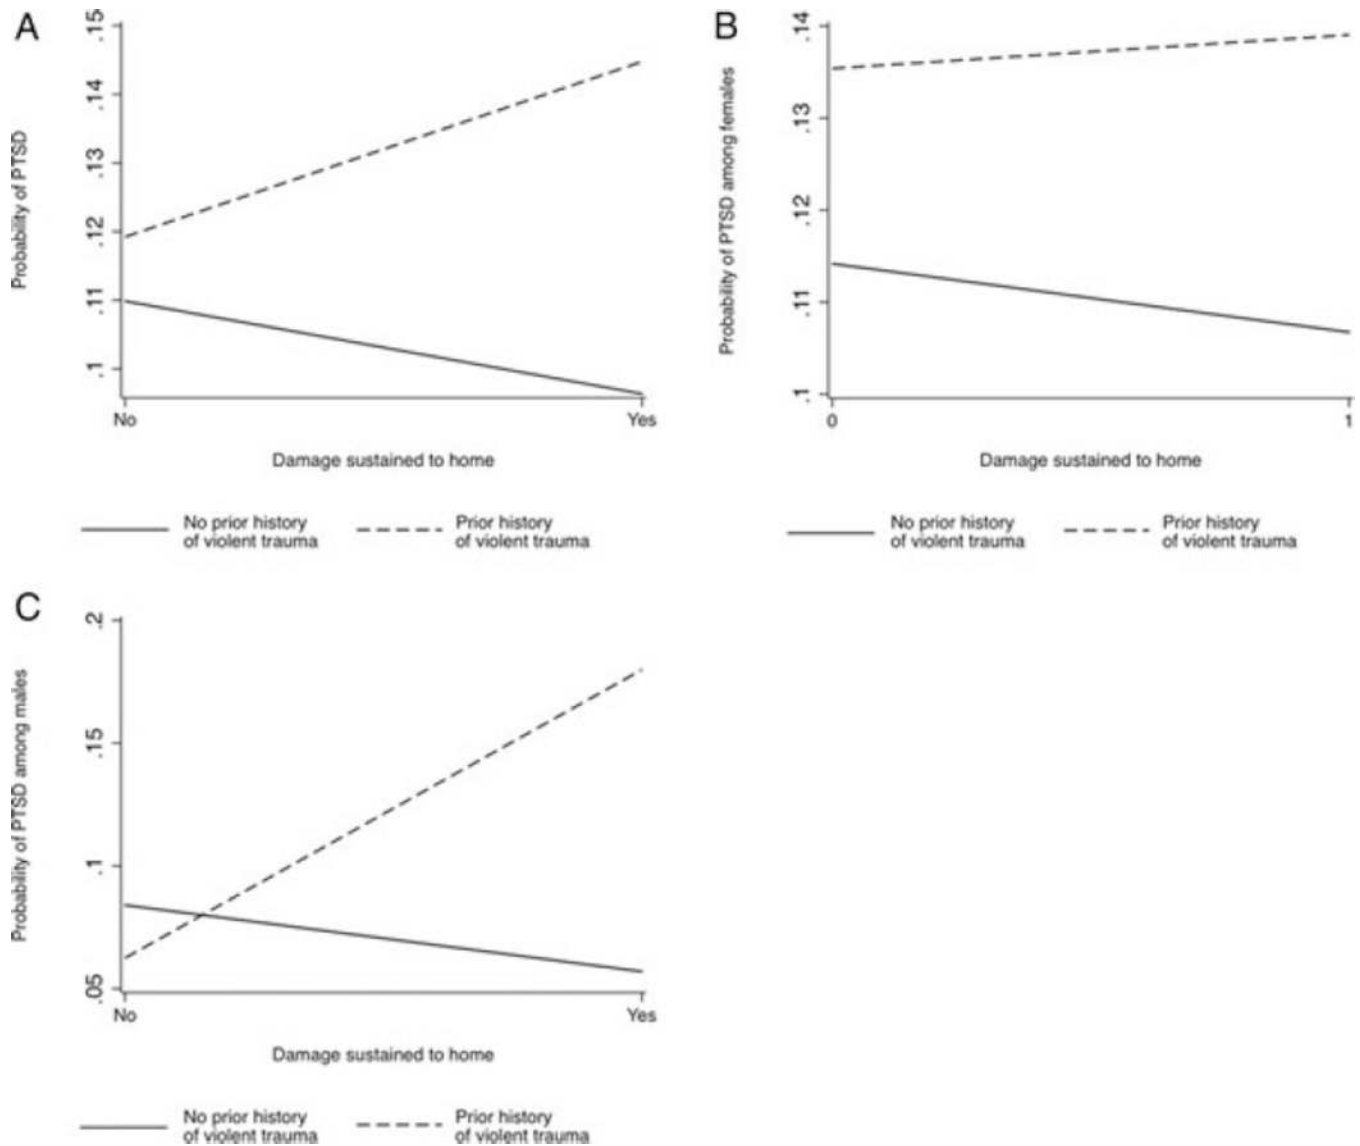 A
Probability of PTSD
.15
.14
.13
.12
.11
.1
No
Yes
Damage sustained to home
No prior history
of violent trauma
Prior history
of violent trauma
B
Probability of PTSD among females
.14
.13
.12
.11
.1
0
1
Damage sustained to home
No prior history
of violent trauma
Prior history
of violent trauma
C
Probability of PTSD among males
.2
.15
.1
.05
No
Yes
Damage sustained to home
No prior history
of violent trauma
Prior history
of violent trauma